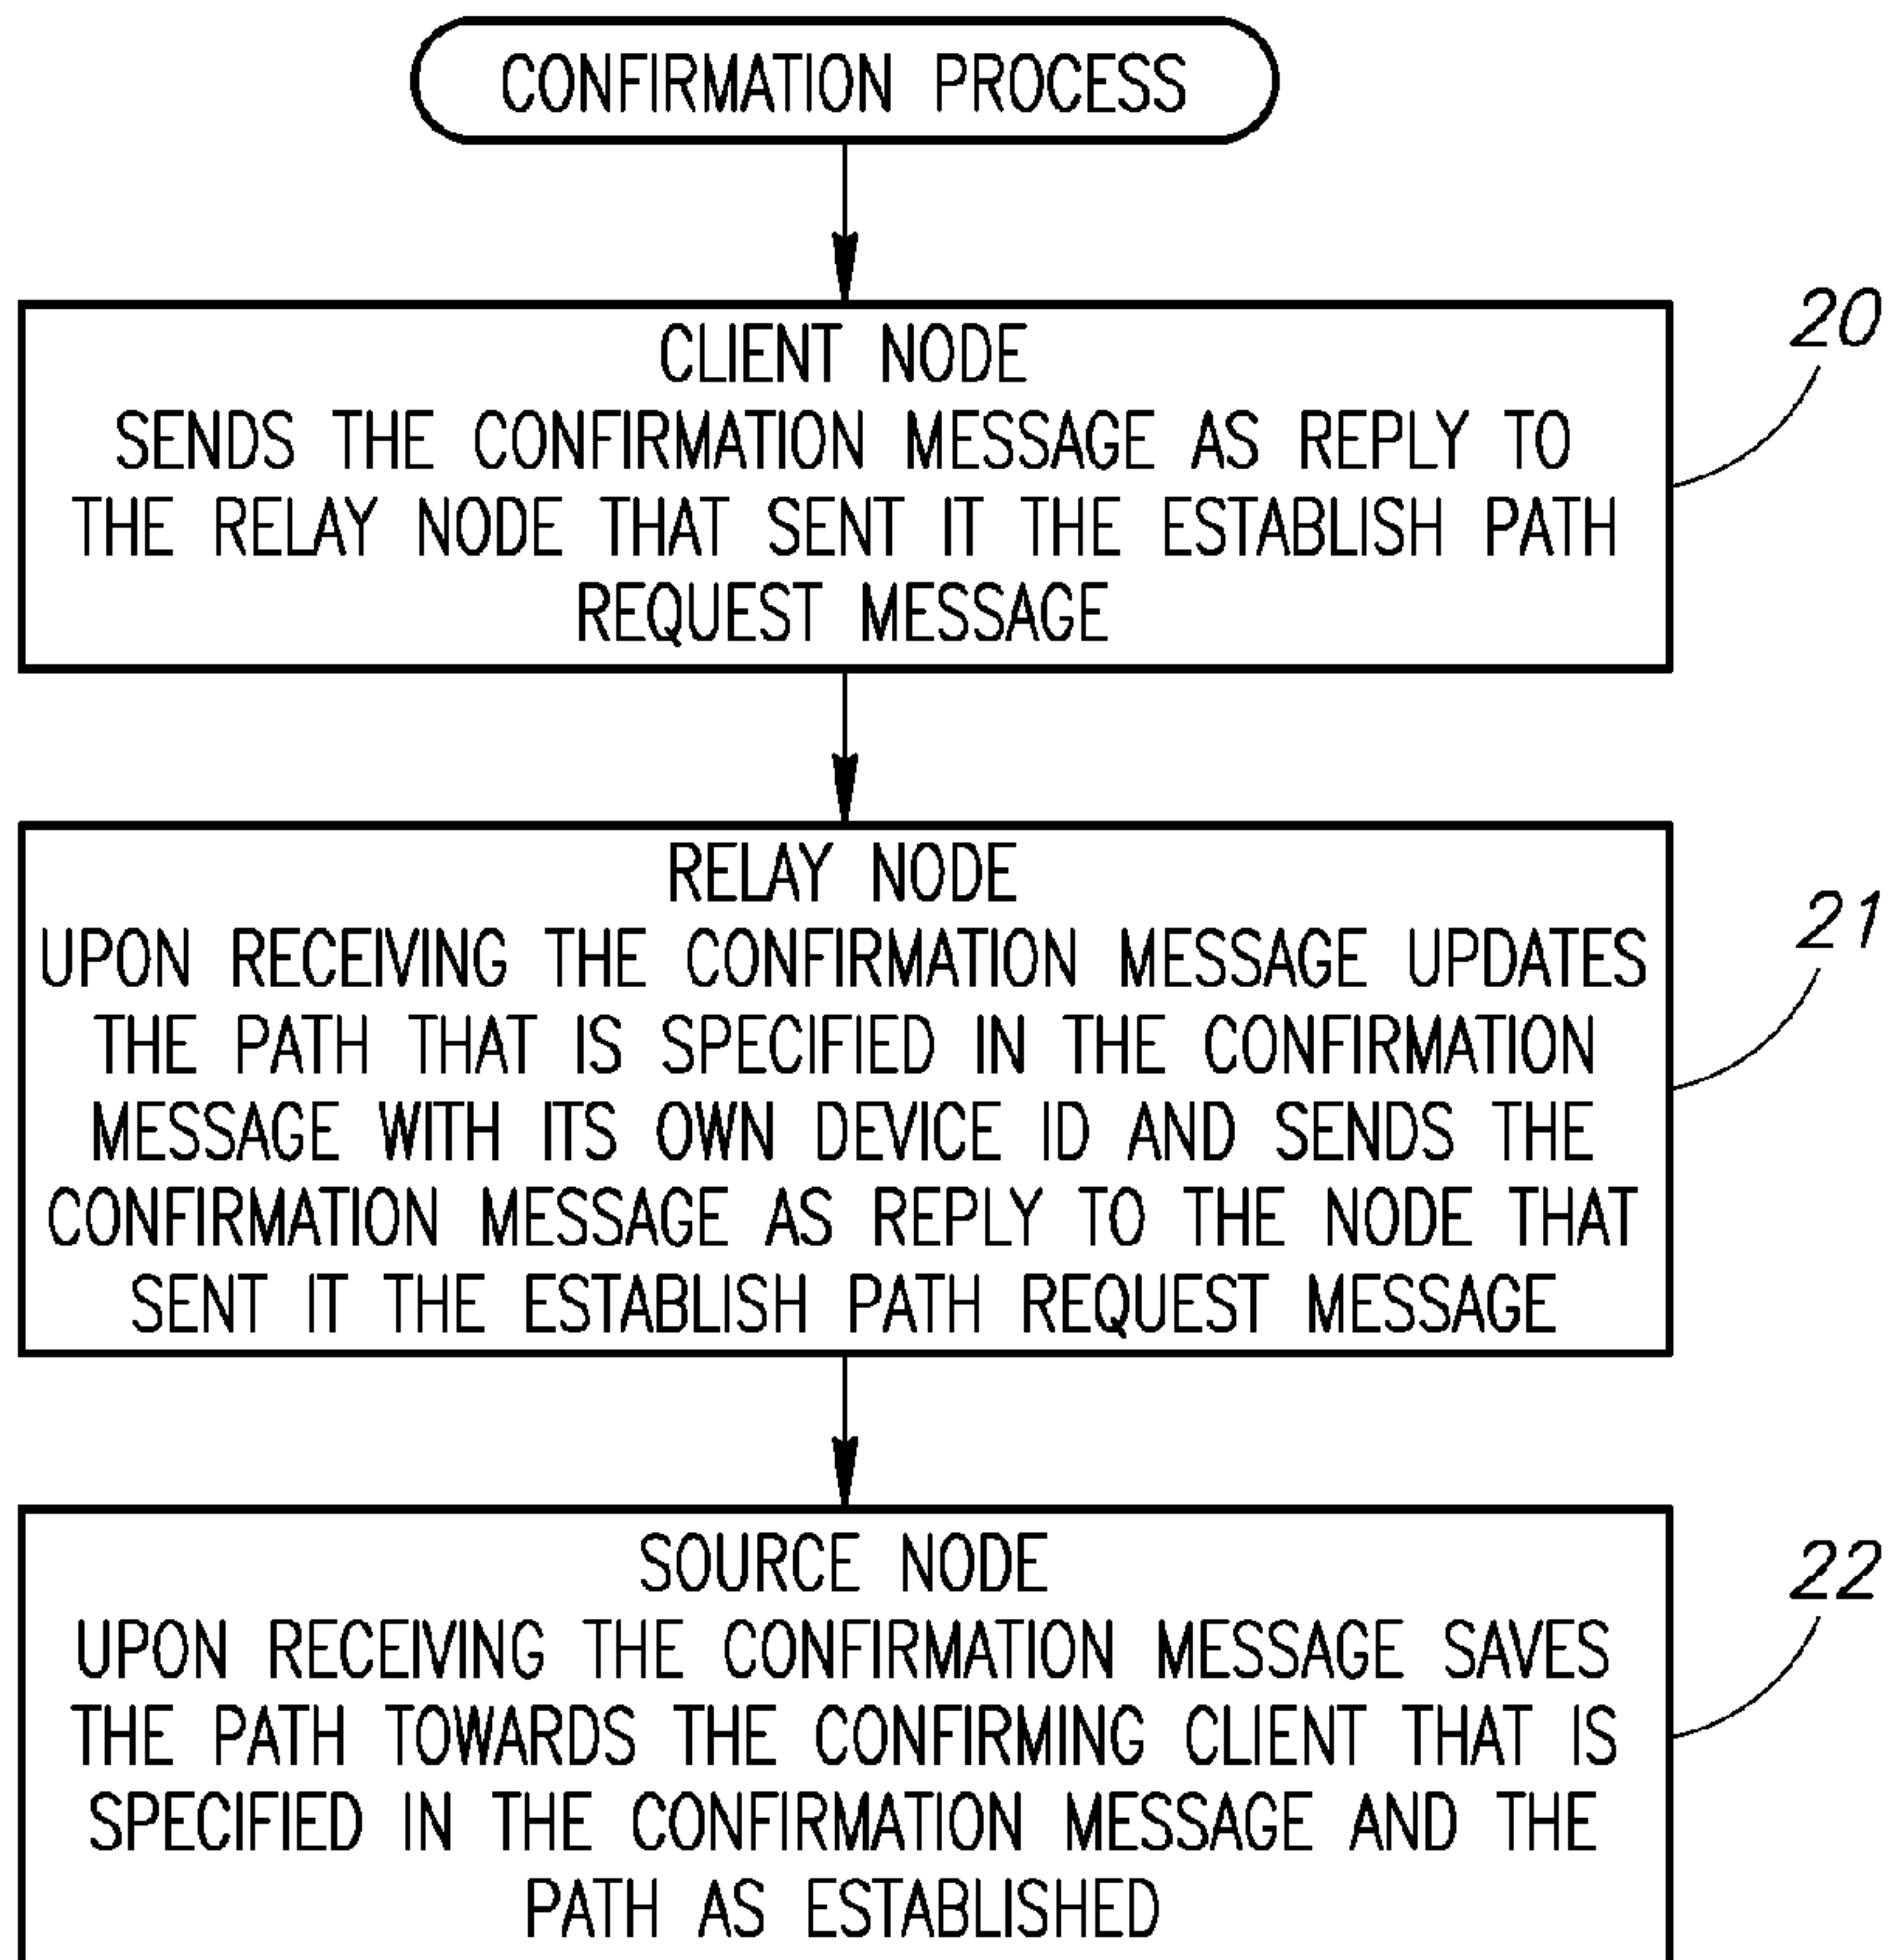 CONFIRMATION PROCESS
20
CLIENT NODE
SENDS THE CONFIRMATION MESSAGE AS REPLY TO
THE RELAY NODE THAT SENT IT THE ESTABLISH PATH
REQUEST MESSAGE
21
RELAY NODE
UPON RECEIVING THE CONFIRMATION MESSAGE UPDATES
THE PATH THAT IS SPECIFIED IN THE CONFIRMATION
MESSAGE WITH ITS OWN DEVICE ID AND SENDS THE
CONFIRMATION MESSAGE AS REPLY TO THE NODE THAT
SENT IT THE ESTABLISH PATH REQUEST MESSAGE
22
SOURCE NODE
UPON RECEIVING THE CONFIRMATION MESSAGE SAVES
THE PATH TOWARDS THE CONFIRMING CLIENT THAT IS
SPECIFIED IN THE CONFIRMATION MESSAGE AND THE
PATH AS ESTABLISHED